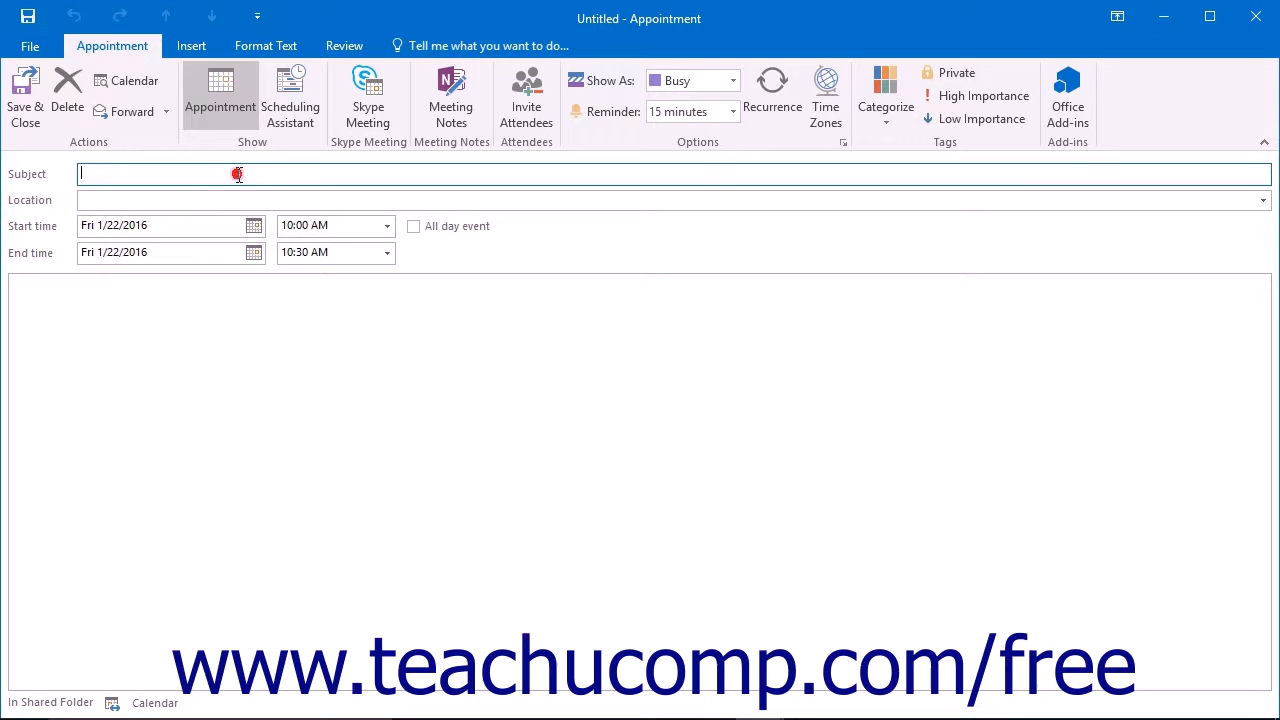 Untitled - Appointment
File Appointment Insert Format Text Review Tell me what you want to do...
Save & Close
Delete
Calendar
Forward
Actions
Appointment
Scheduling Assistant
Show
Skype Meeting
Skype Meeting
Meeting Notes
Meeting Notes
Invite Attendees
Attendees
Show As: Busy
Reminder: 15 minutes
Recurrence
Time Zones
Options
Categorize
Private
High Importance
Low Importance
Tags
Office Add-ins
Add-ins
Subject
Location
Start time Fri 1/22/2016 10:00 AM All day event
End time Fri 1/22/2016 10:30 AM
www.teachucomp.com/free
In Shared Folder Calendar